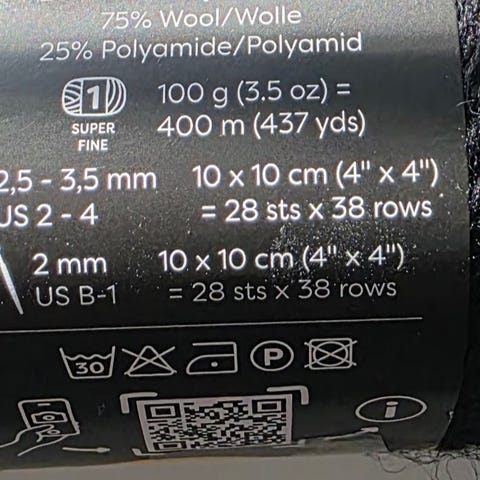 75% Wool/Wolle
25% Polyamide/Polyamid
1
SUPER
FINE
100 g (3.5 oz) =
400 m (437 yds)
2,5 - 3,5 mm
US 2 - 4
10 x 10 cm (4" x 4")
= 28 sts x 38 rows
2 mm
US B-1
10 x 10 cm (4" x 4")
= 28 sts x 38 rows
30 P
i